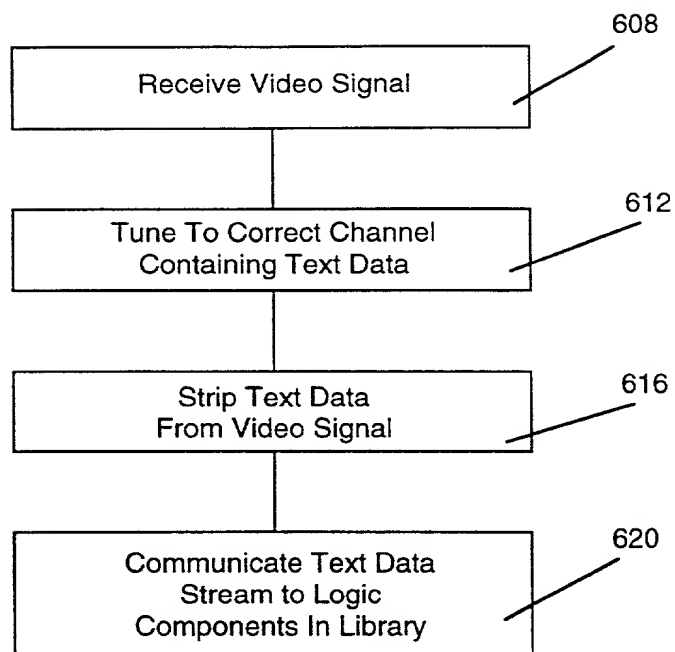 608
Receive Video Signal
612
Tune To Correct Channel
Containing Text Data
616
Strip Text Data
From Video Signal
620
Communicate Text Data
Stream to Logic
Components In Library